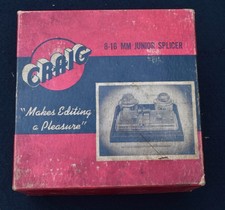 CRAIG
8-16 MM JUNIOR SPLICER
"Makes Editing
a Pleasure"